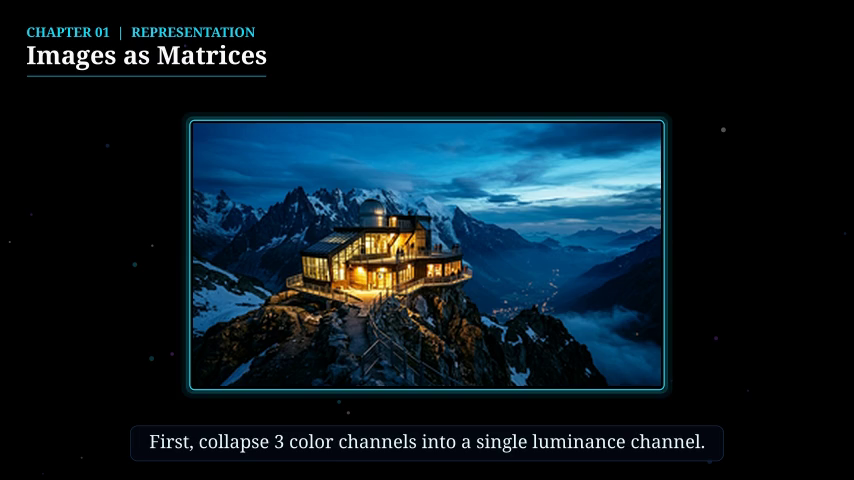 CHAPTER 01 | REPRESENTATION
Images as Matrices
First, collapse 3 color channels into a single luminance channel.